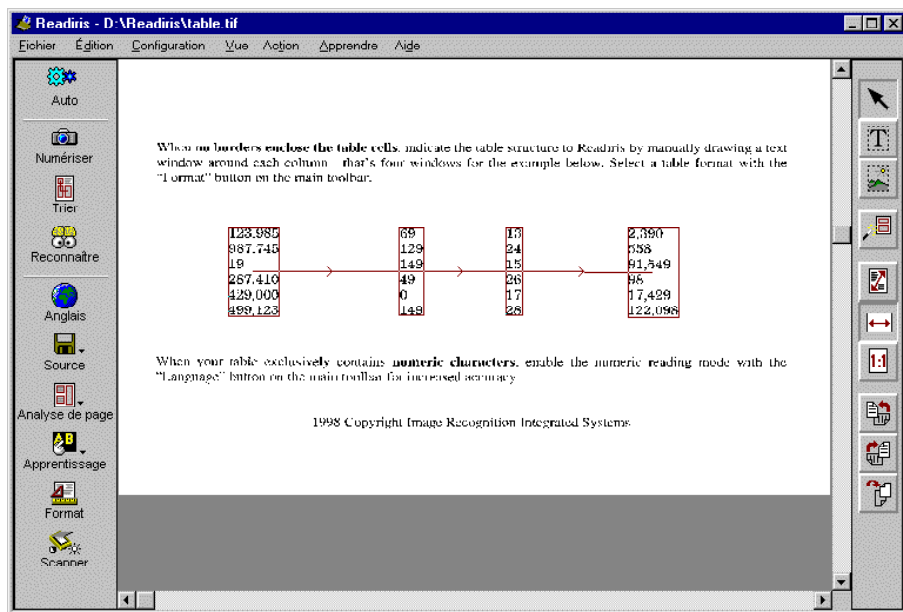 Readiris - D:\Readiris\table.tif
Fichier Édition Configuration Vue Action Apprendre Aide
Auto
Numériser
Trier
Reconnaître
Anglais
Source
Analyse de page
Apprentissage
Format
Scanner
When no borders enclose the table cells, indicate the table structure to Readiris by manually drawing a text
window around each column - that's four windows for the example below. Select a table format with the
"Format" button on the main toolbar.
123.985 69 13 2,390
987.745 129 24 558
19 149 15 91,549
287.410 49 26 98
429,000 0 17 17,429
499,123 149 28 122,098
When your table exclusively contains numeric characters, enable the numeric reading mode with the
"Language" button on the main toolbar for increased accuracy
1998 Copyright Image Recognition Integrated Systems
T
1:1